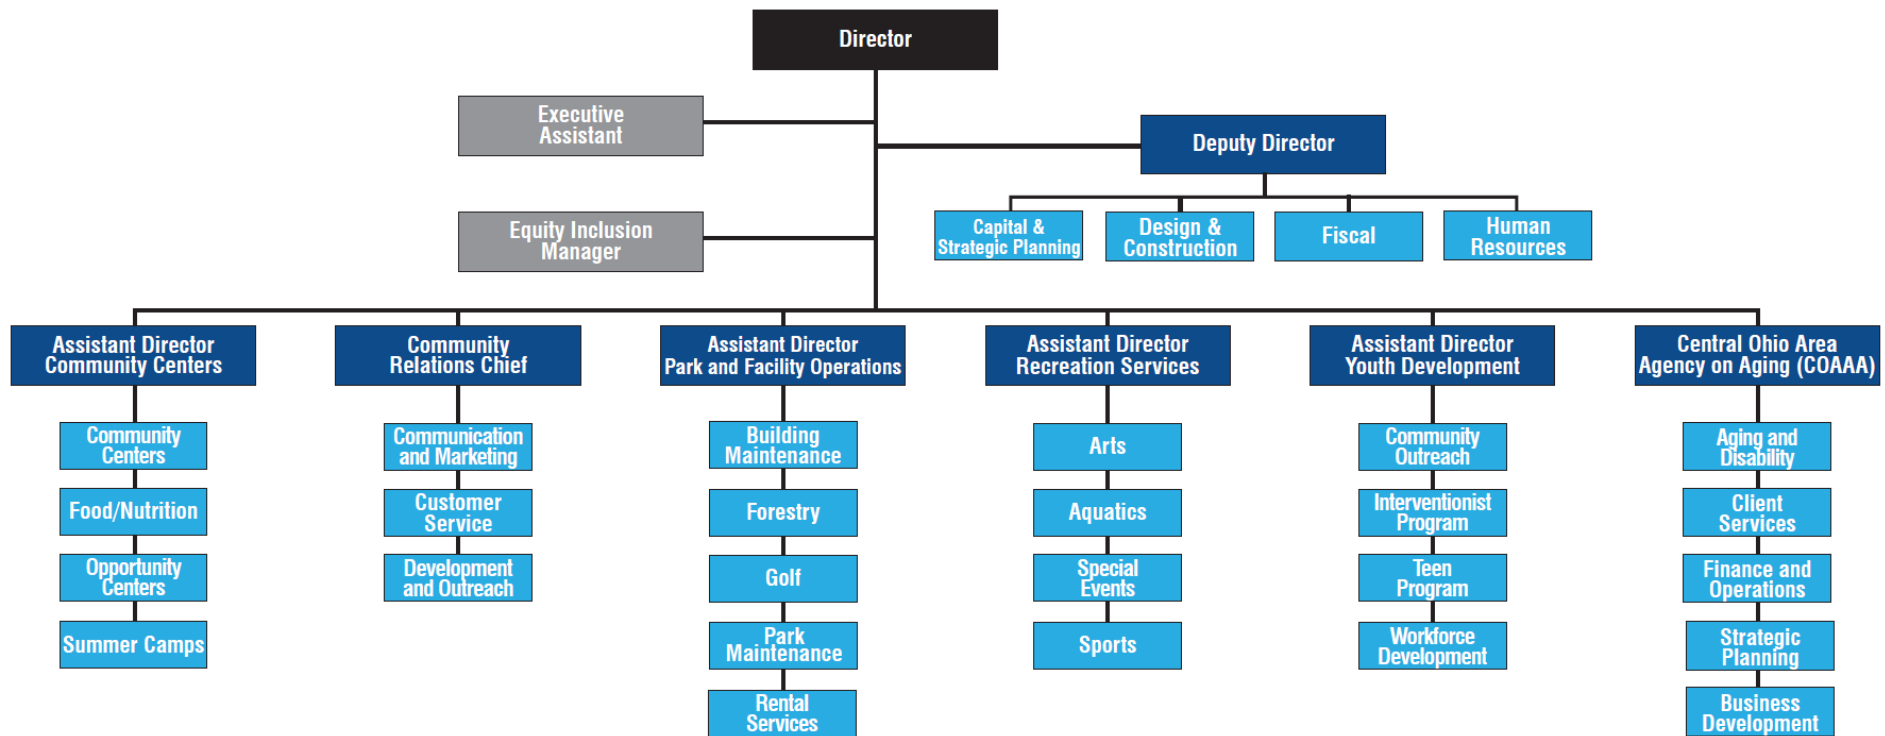 Director
Executive
Assistant
Deputy Director
Equity Inclusion
Manager
Capital &
Strategic Planning
Design &
Construction
Fiscal
Human
Resources
Assistant Director
Community Centers
Community
Centers
Food/Nutrition
Opportunity
Centers
Summer Camps
Community
Relations Chief
Communication
and Marketing
Customer
Service
Development
and Outreach
Assistant Director
Park and Facility Operations
Building
Maintenance
Forestry
Golf
Park
Maintenance
Rental
Services
Assistant Director
Recreation Services
Arts
Aquatics
Special
Events
Sports
Assistant Director
Youth Development
Community
Outreach
Interventionist
Program
Teen
Program
Workforce
Development
Central Ohio Area
Agency on Aging (COAAA)
Aging and
Disability
Client
Services
Finance and
Operations
Strategic
Planning
Business
Development